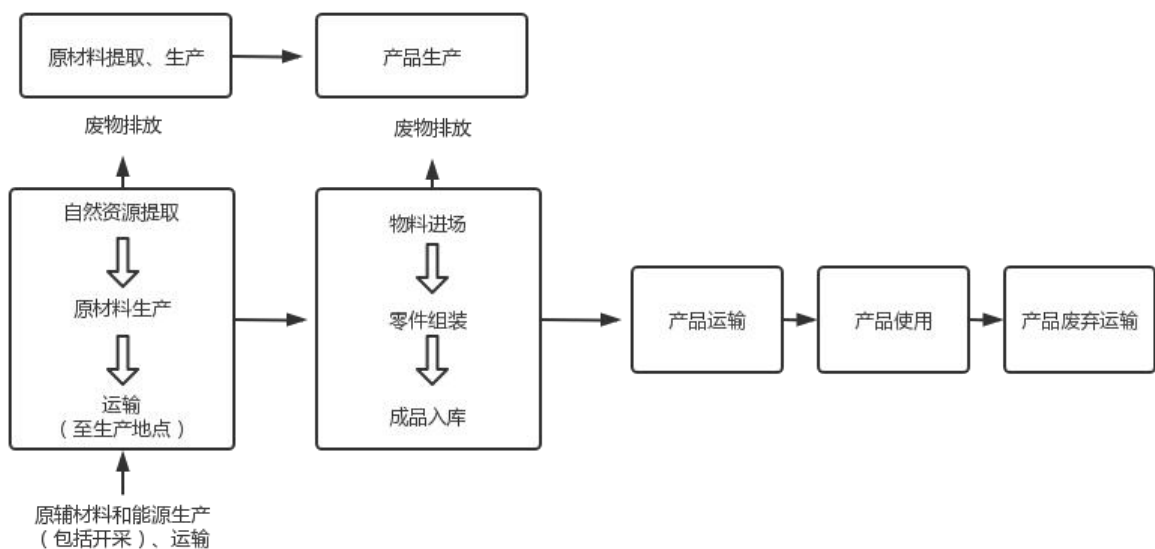 原材料提取、生产
产品生产
废物排放
废物排放
自然资源提取
原材料生产
运输
（至生产地点）
物料进场
零件组装
成品入库
产品运输
产品使用
产品废弃运输
原辅材料和能源生产
（包括开采）、运输